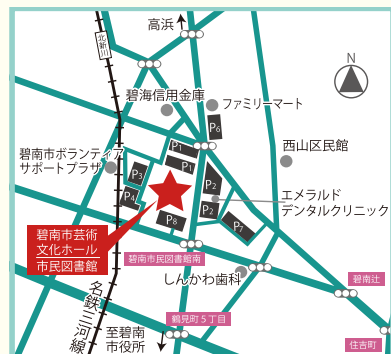 高浜
北新川
N
碧海信用金庫
ファミリーマート
P6
P1
P1
西山区民館
碧南市ボランティア
サポートプラザ
P3
P4
P2
P2
エメラルド
デンタルクリニック
P8
P7
碧南市芸術
文化ホール
市民図書館
碧南市民図書館南
しんかわ歯科
碧南辻
名鉄三河線
鶴見町5丁目
住吉町
至碧南
市役所